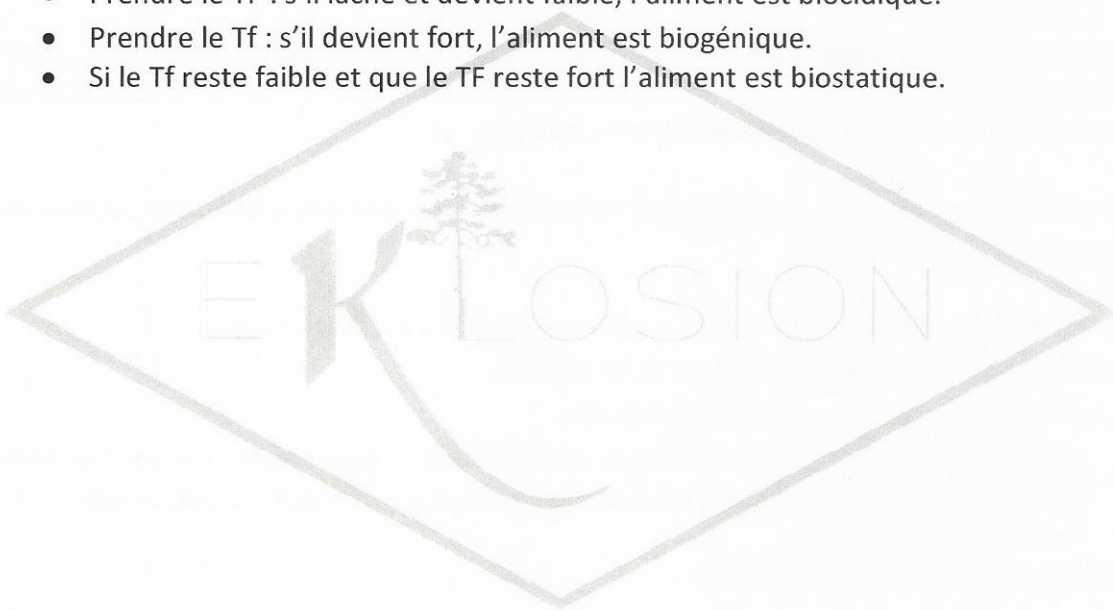 • Prendre le TF : s'il lâche et devient faible, l'aliment est biocidique.
• Prendre le Tf : s'il devient fort, l'aliment est biogénique.
• Si le Tf reste faible et que le TF reste fort l'aliment est biostatique.
EKLOSION